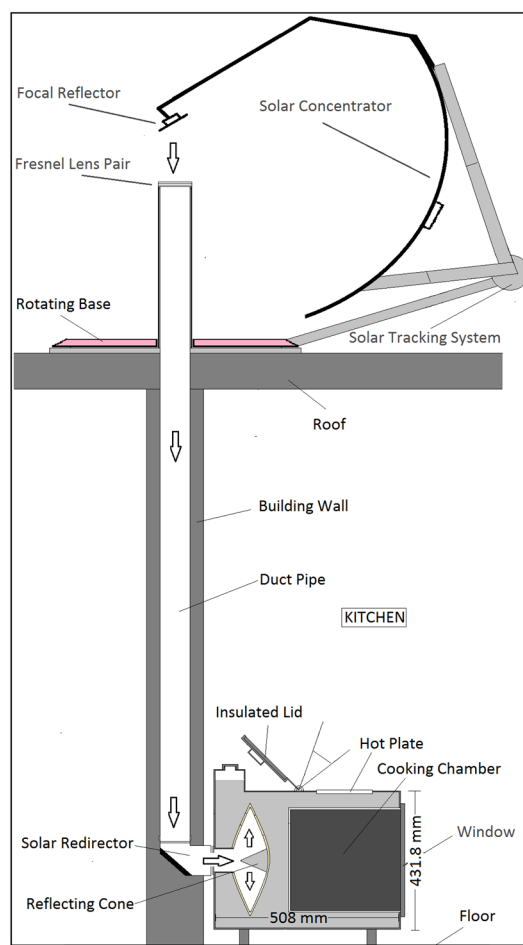 Focal Reflector
Solar Concentrator
Fresnel Lens Pair
Rotating Base
Solar Tracking System
Roof
Building Wall
Duct Pipe
KITCHEN
Insulated Lid
Hot Plate
Cooking Chamber
Window
Solar Redirector
431.8 mm
Reflecting Cone
508 mm
Floor